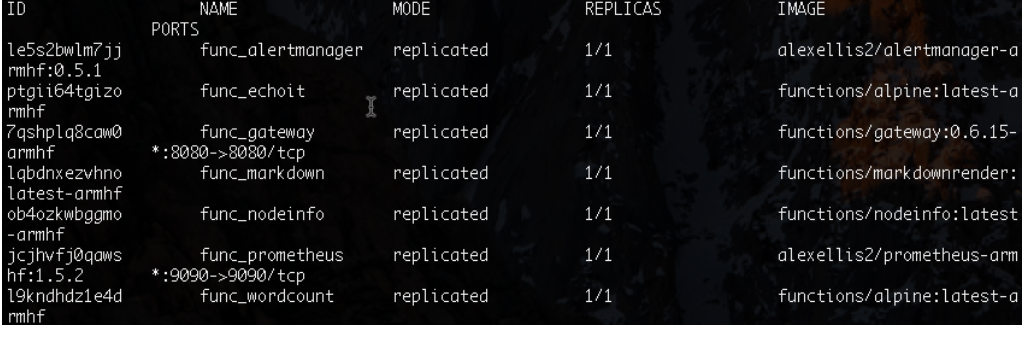 ID NAME MODE REPLICAS IMAGE
PORTS
le5s2bwlm7jj func_alertmanager replicated 1/1 alexellis2/alertmanager-a
rmhf:0.5.1
ptgii64tgizo func_echoit replicated 1/1 functions/alpine:latest-a
rmhf
7qshplq8caw0 func_gateway replicated 1/1 functions/gateway:0.6.15-
armhf *:8080->8080/tcp
lqbdnxezvhno func_markdown replicated 1/1 functions/markdownrender:
latest-armhf
ob4ozkwbggmo func_nodeinfo replicated 1/1 functions/nodeinfo:latest
-armhf
jcjhvfj0qaws func_prometheus replicated 1/1 alexellis2/prometheus-arm
hf:1.5.2 *:9090->9090/tcp
l9kndhdz1e4d func_wordcount replicated 1/1 functions/alpine:latest-a
rmhf